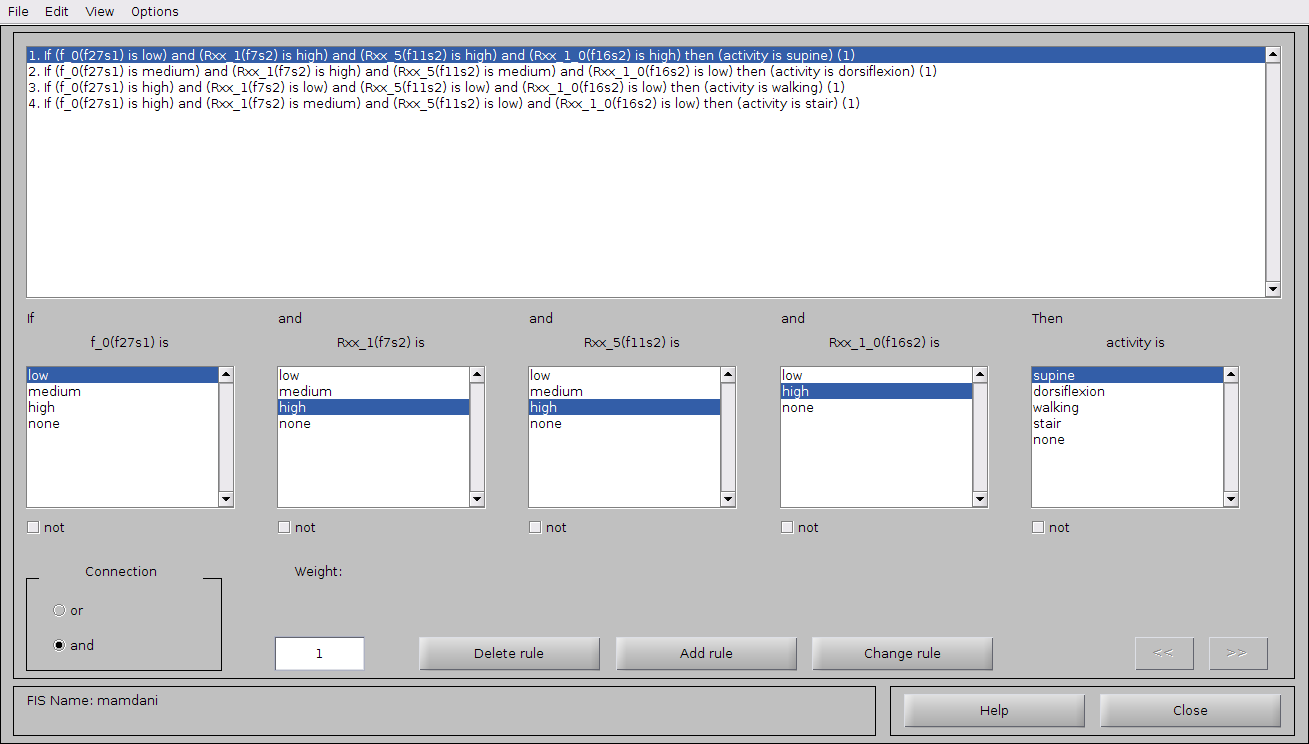 File Edit View Options
1. If (f_0(f27s1) is low) and (Rxx_1(f7s2) is high) and (Rxx_5(f11s2) is high) and (Rxx_1_0(f16s2) is high) then (activity is supine) (1)
2. If (f_0(f27s1) is medium) and (Rxx_1(f7s2) is high) and (Rxx_5(f11s2) is medium) and (Rxx_1_0(f16s2) is low) then (activity is dorsiflexion) (1)
3. If (f_0(f27s1) is high) and (Rxx_1(f7s2) is low) and (Rxx_5(f11s2) is low) and (Rxx_1_0(f16s2) is low) then (activity is walking) (1)
4. If (f_0(f27s1) is high) and (Rxx_1(f7s2) is medium) and (Rxx_5(f11s2) is low) and (Rxx_1_0(f16s2) is low) then (activity is stair) (1)
If
f_0(f27s1) is
low
medium
high
none
not
and
Rxx_1(f7s2) is
low
medium
high
none
not
and
Rxx_5(f11s2) is
low
medium
high
none
not
and
Rxx_1_0(f16s2) is
low
high
none
not
Then
activity is
supine
dorsiflexion
walking
stair
none
not
Connection
or
and
Weight:
1
Delete rule
Add rule
Change rule
<<
>>
FIS Name: mamdani
Help
Close